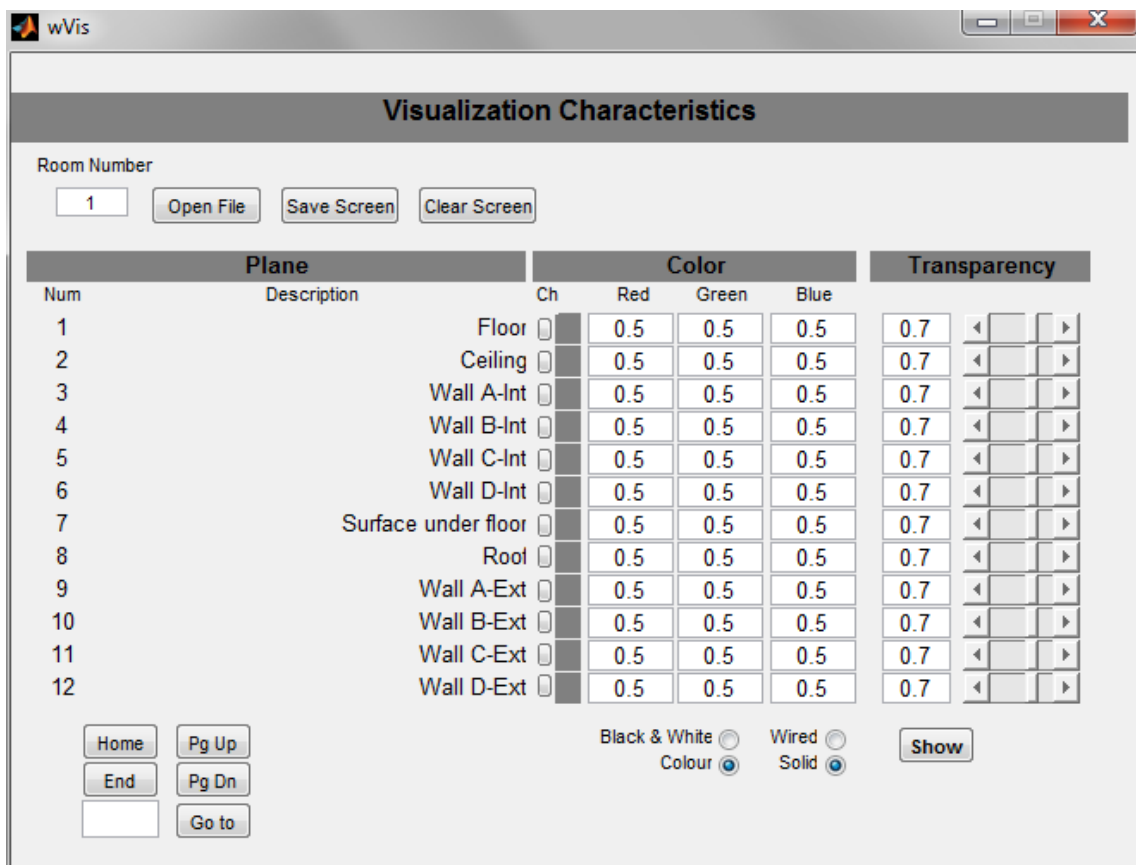 wVis
Visualization Characteristics
Room Number
1 Open File Save Screen Clear Screen
Plane Color Transparency
Num Description Ch Red Green Blue
1 Floor 0.5 0.5 0.5 0.7
2 Ceiling 0.5 0.5 0.5 0.7
3 Wall A-Int 0.5 0.5 0.5 0.7
4 Wall B-Int 0.5 0.5 0.5 0.7
5 Wall C-Int 0.5 0.5 0.5 0.7
6 Wall D-Int 0.5 0.5 0.5 0.7
7 Surface under floor 0.5 0.5 0.5 0.7
8 Roof 0.5 0.5 0.5 0.7
9 Wall A-Ext 0.5 0.5 0.5 0.7
10 Wall B-Ext 0.5 0.5 0.5 0.7
11 Wall C-Ext 0.5 0.5 0.5 0.7
12 Wall D-Ext 0.5 0.5 0.5 0.7
Home Pg Up Black & White Wired Show
End Pg Dn Colour Solid
Go to